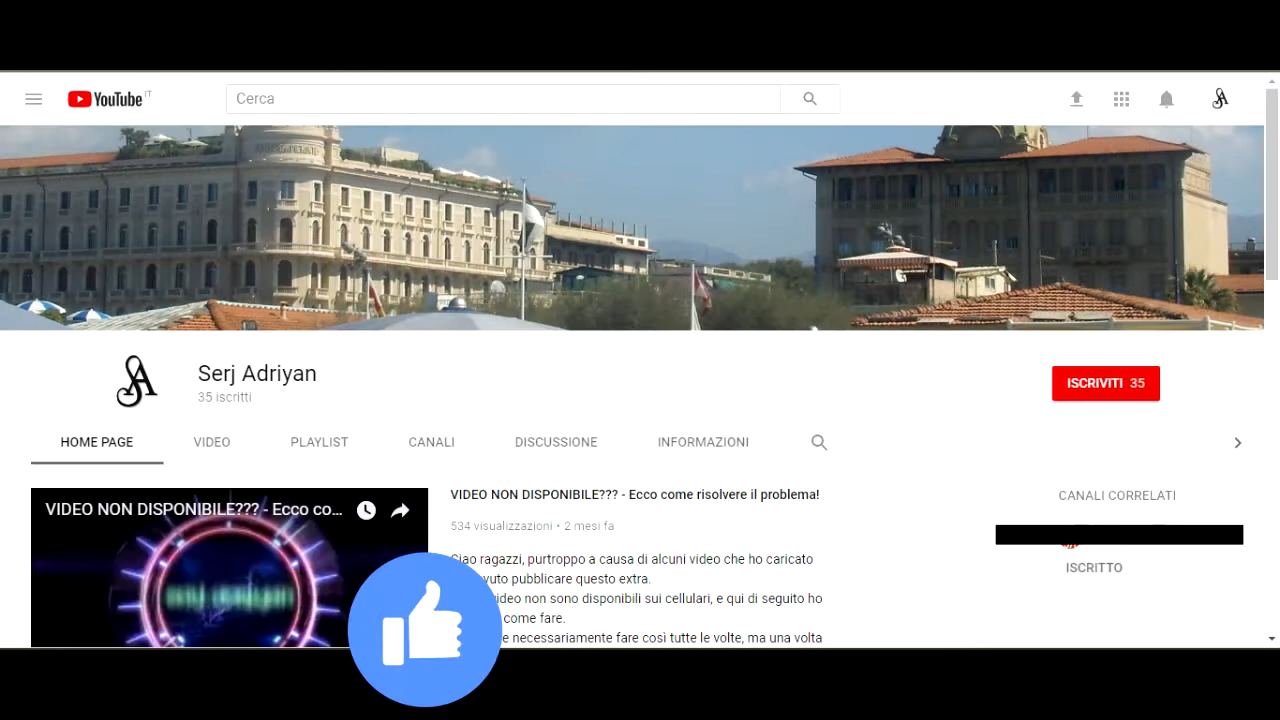 YouTube IT
Cerca
Serj Adriyan
35 iscritti
ISCRIVITI 35
HOME PAGE VIDEO PLAYLIST CANALI DISCUSSIONE INFORMAZIONI
VIDEO NON DISPONIBILE??? - Ecco co...
VIDEO NON DISPONIBILE??? - Ecco come risolvere il problema!
534 visualizzazioni • 2 mesi fa
Ciao ragazzi, purtroppo a causa di alcuni video che ho caricato
pubblicare questo extra.
non sono disponibili sui cellulari, e qui di seguito ho
come fare.
necessariamente fare così tutte le volte, ma una volta
CANALI CORRELATI
ISCRITTO